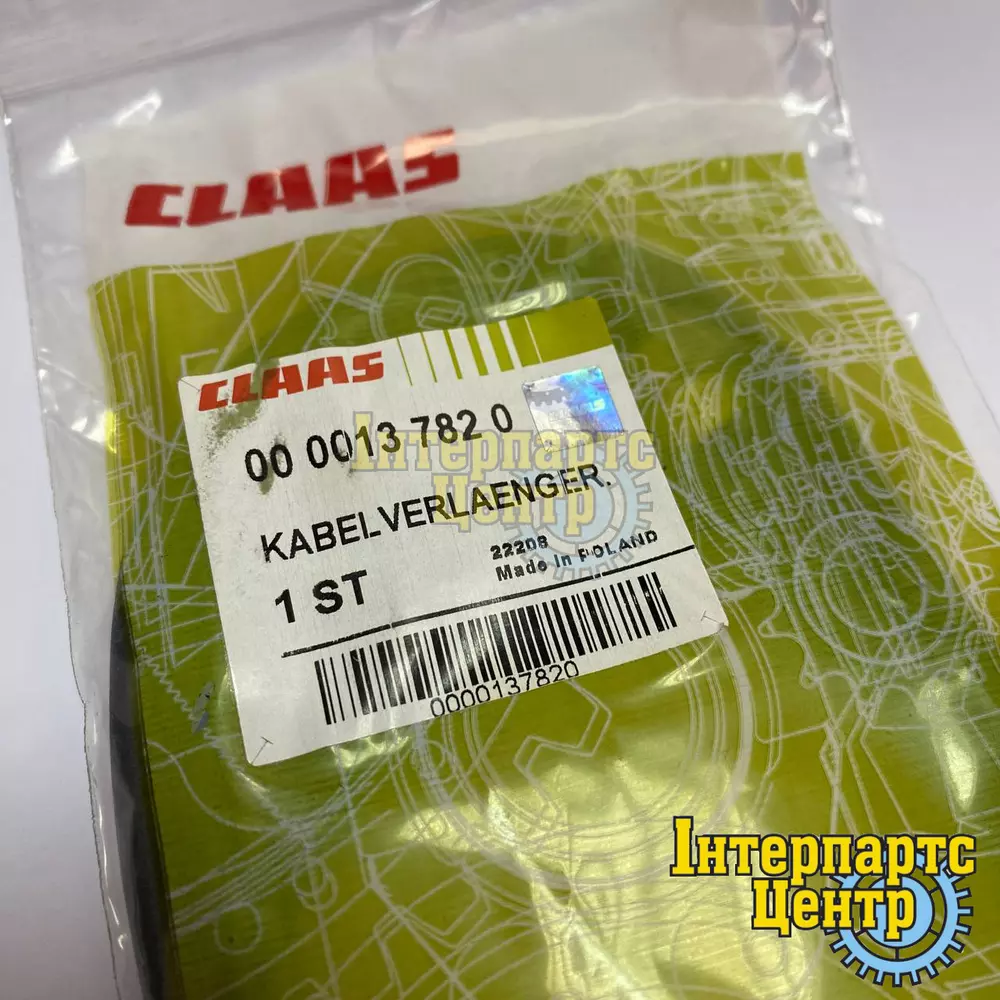 CLAAS
CLAAS
00 0013 782 0
Інтерпартс
Центр
KABELVERLAENGER.
22208
Made In POLAND
1 ST
0000137820
Інтерпартс
Центр